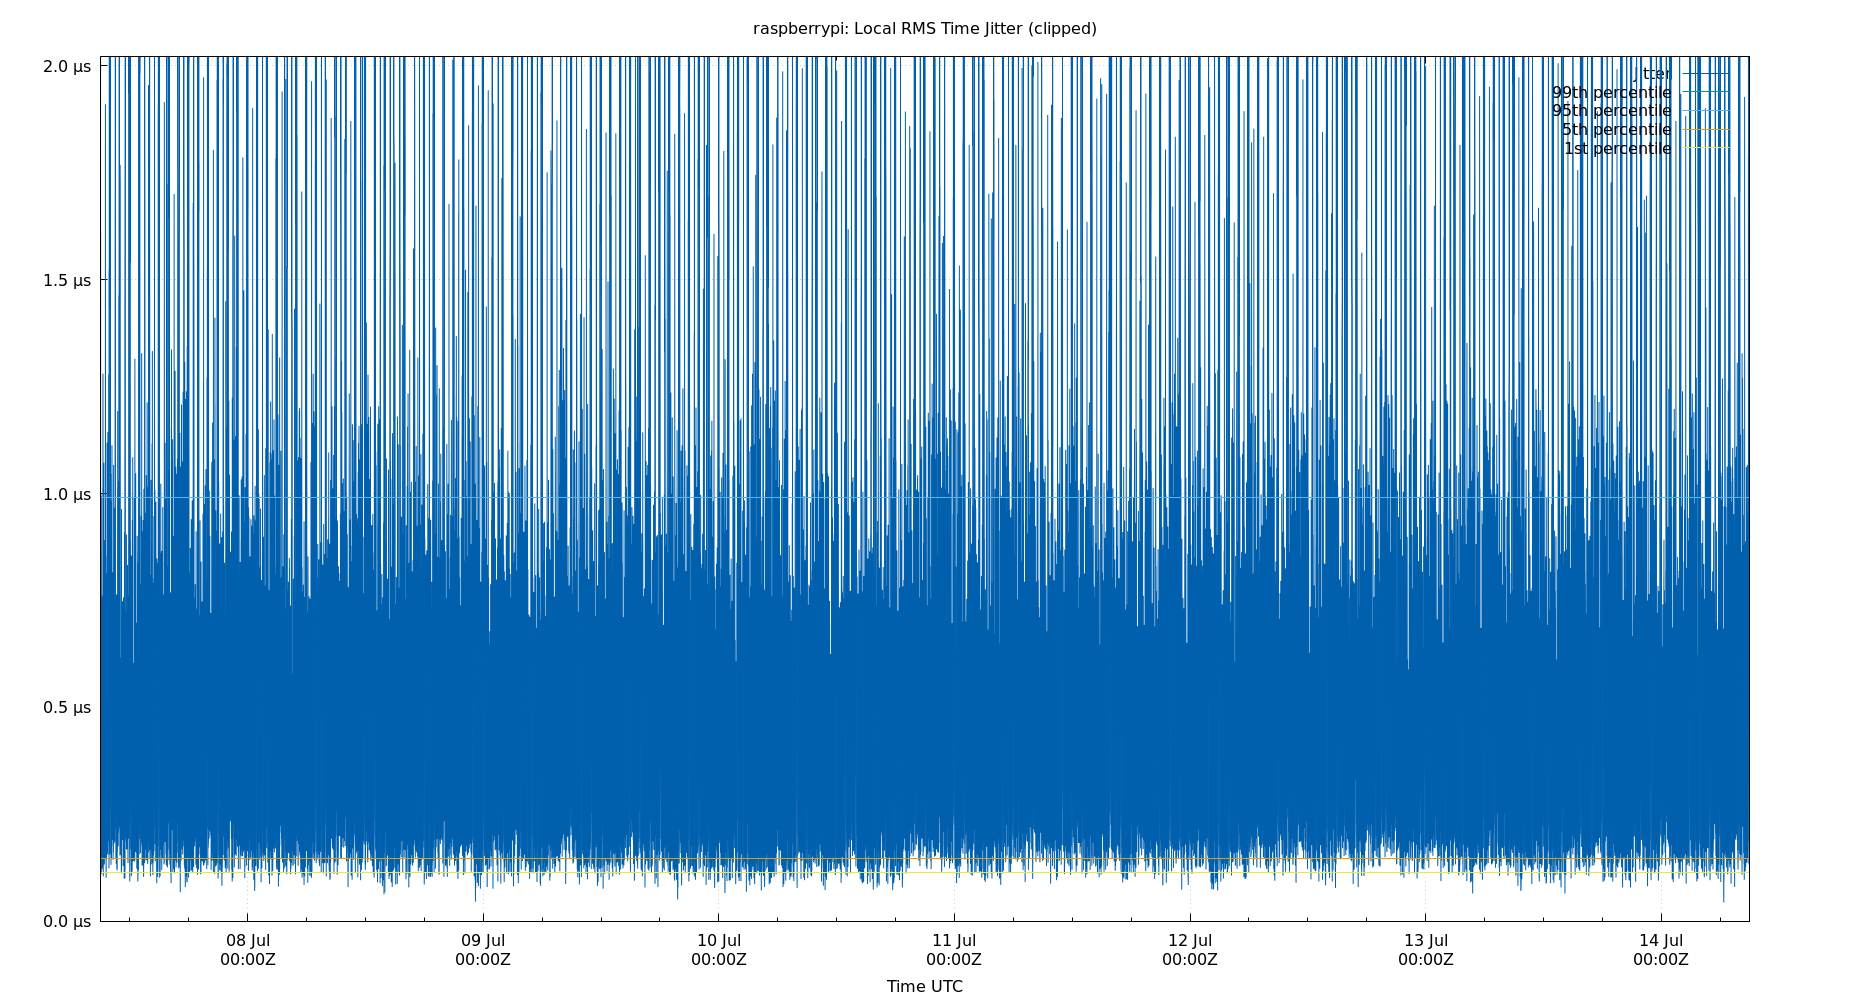 raspberrypi: Local RMS Time Jitter (clipped)
2.0 µs
1.5 µs
1.0 µs
0.5 µs
0.0 µs
jitter
99th percentile
95th percentile
5th percentile
1st percentile
08 Jul
00:00Z
09 Jul
00:00Z
10 Jul
00:00Z
11 Jul
00:00Z
12 Jul
00:00Z
13 Jul
00:00Z
14 Jul
00:00Z
Time UTC